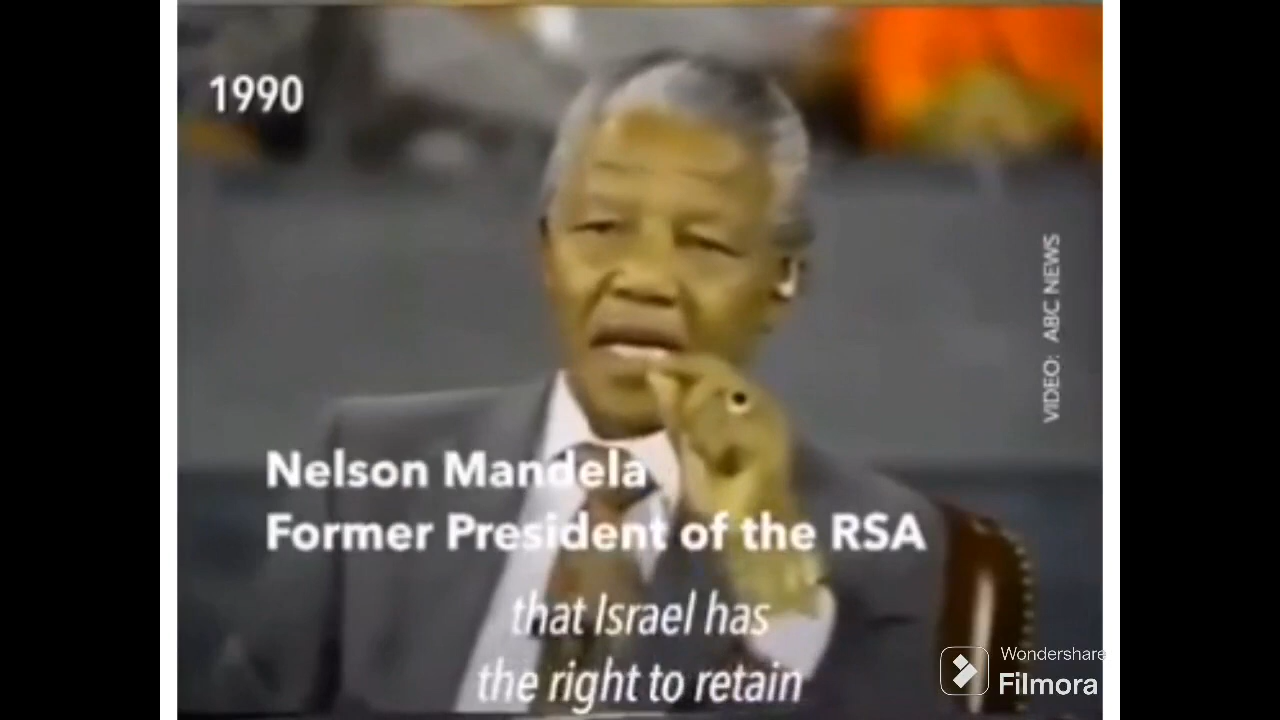 1990
VIDEO: ABC NEWS
Nelson Mandela
Former President of the RSA
that Israel has
the right to retain
Wondershare
Filmora